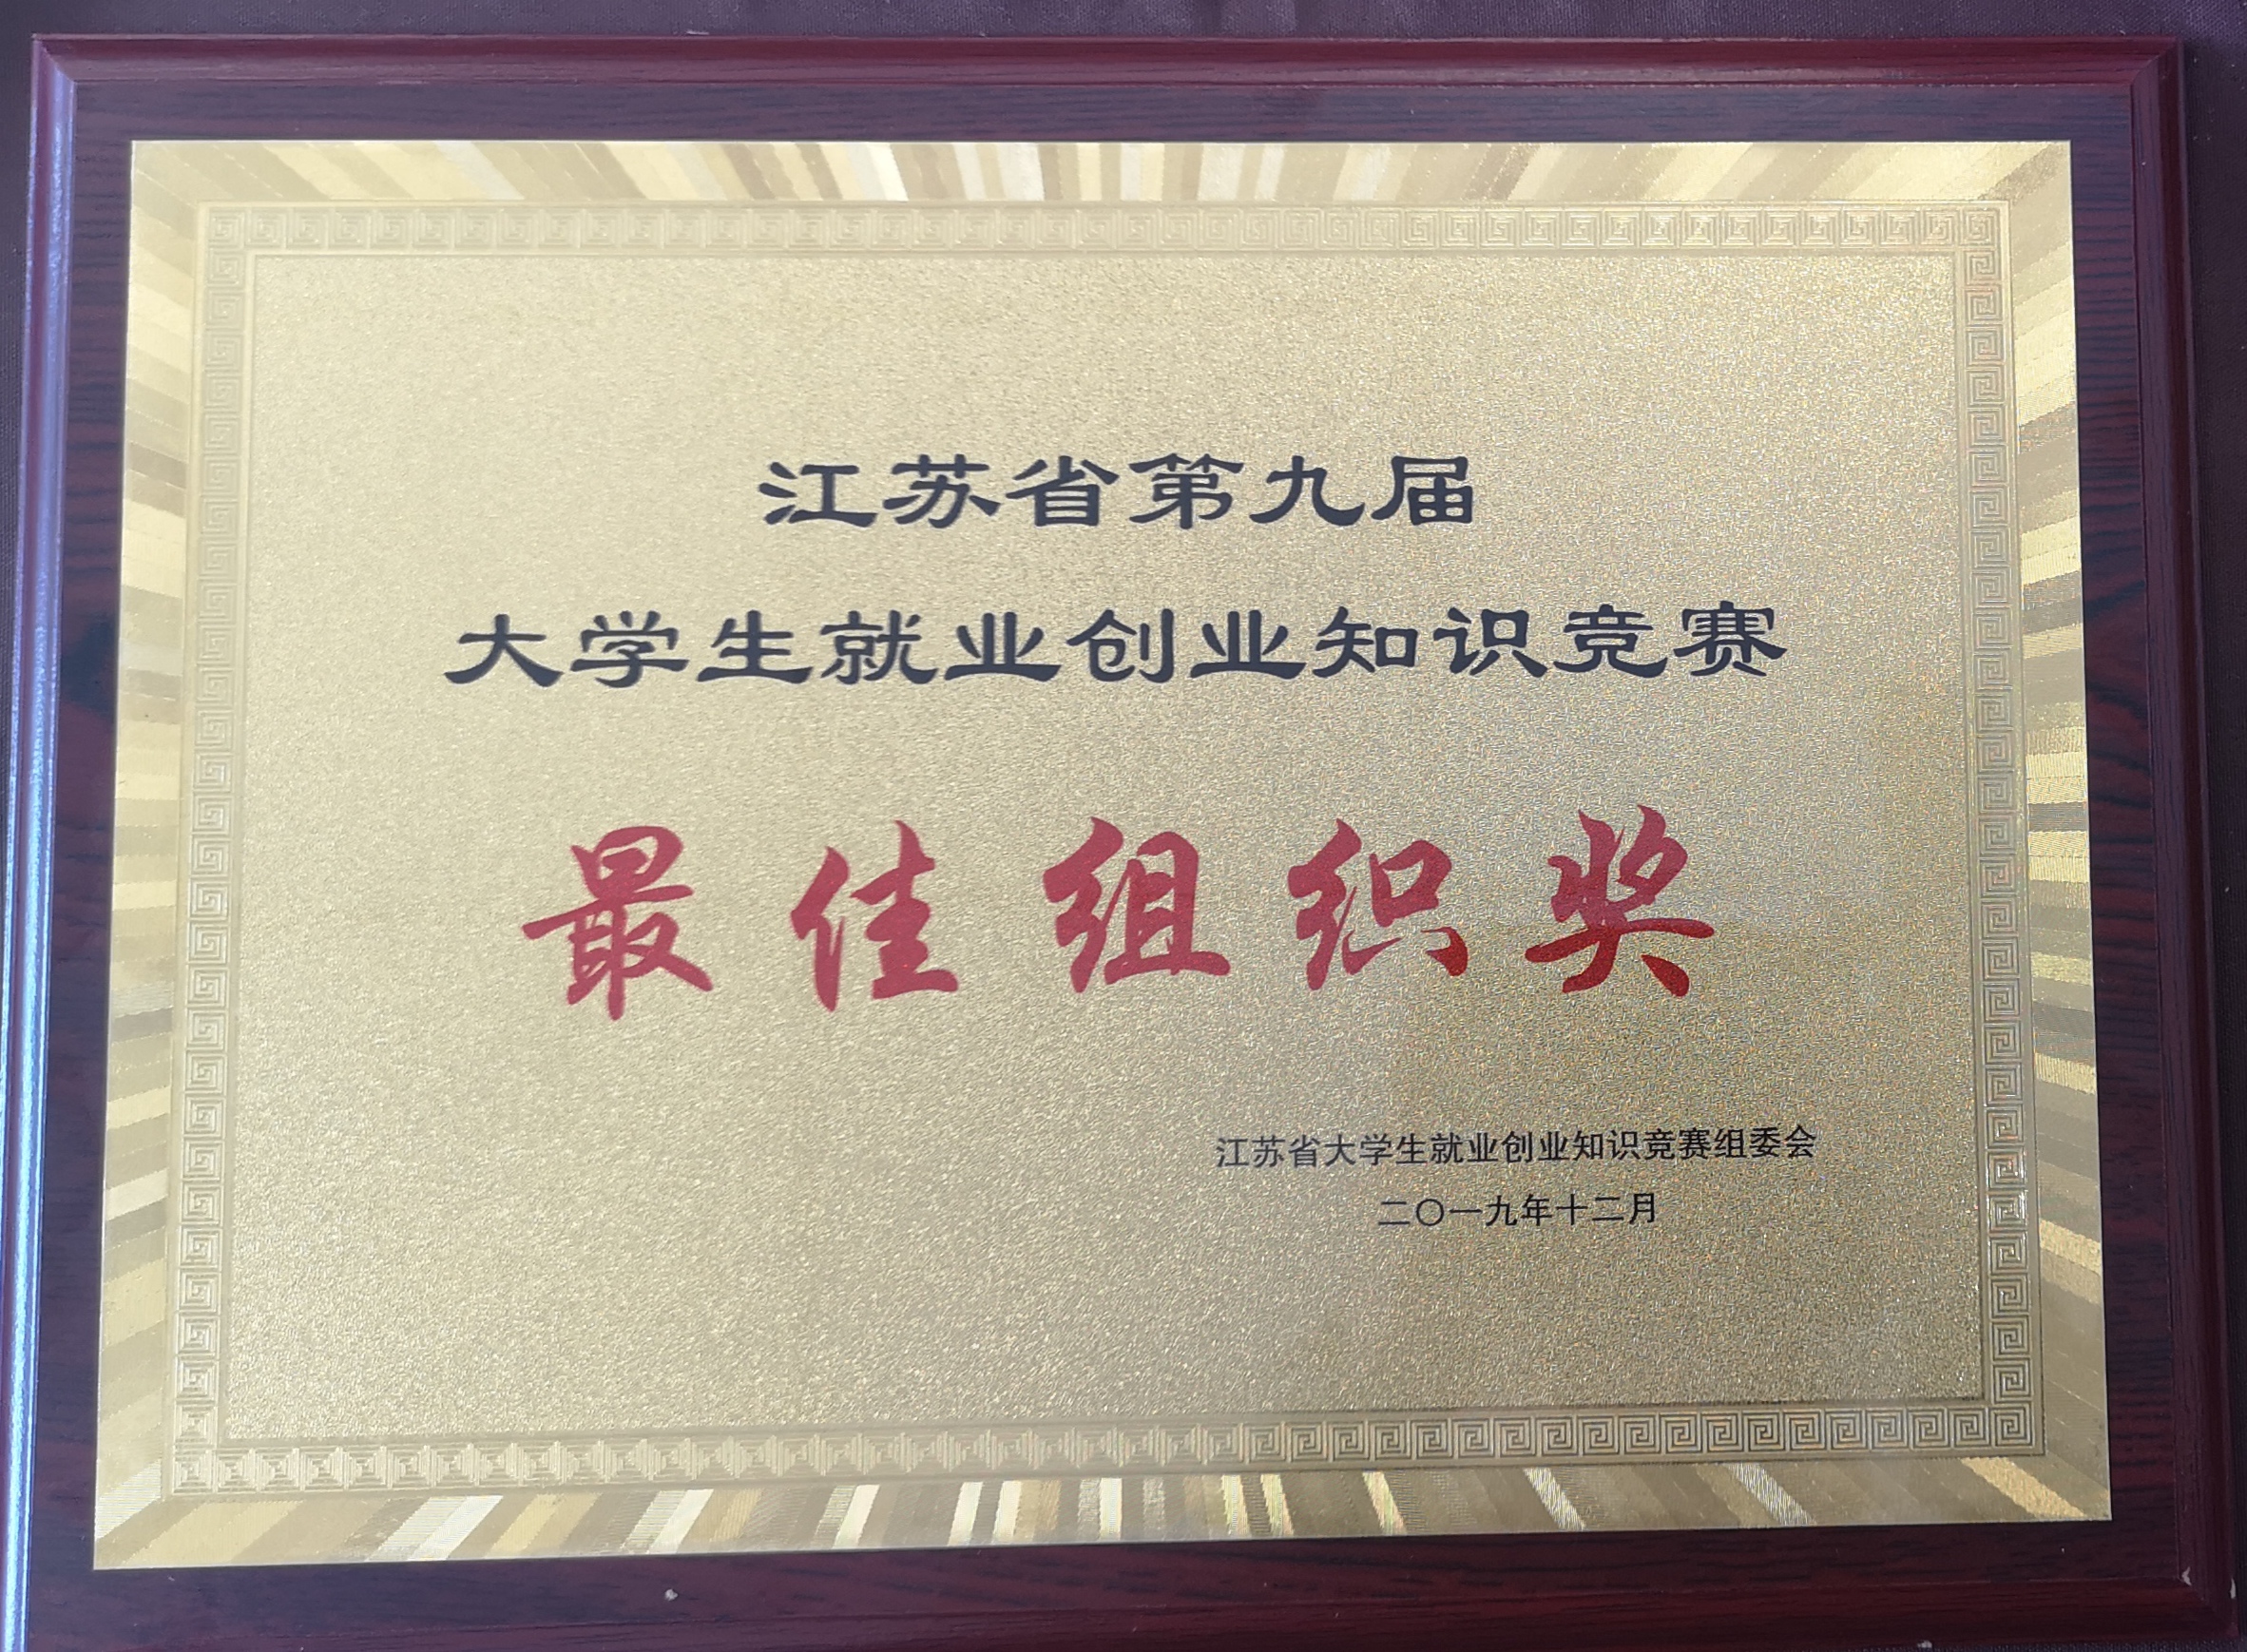 江苏省第九届
大学生就业创业知识竞赛
最佳组织奖
江苏省大学生就业创业知识竞赛组委会
二〇一九年十二月